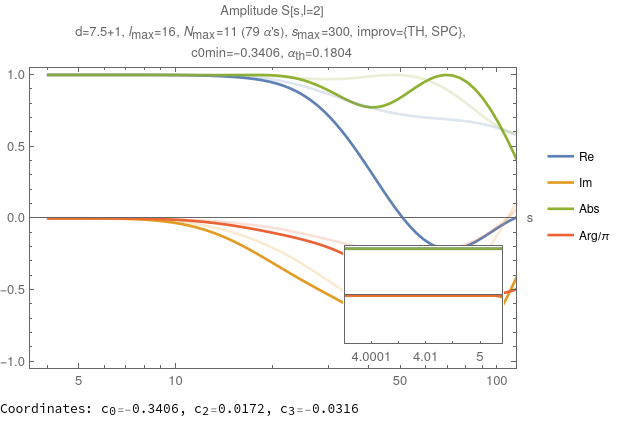 Amplitude S[s,l=2]
d=7.5+1, lmax=16, Nmax=11 (79 α's), smax=300, improv={TH, SPC},
c0min=−0.3406, αth=0.1804
1.0
0.5
0.0
−0.5
−1.0
s
Re
Im
Abs
Arg/π
4.0001 4.01 5
5 10 50 100
Coordinates: c0=−0.3406, c2=0.0172, c3=−0.0316